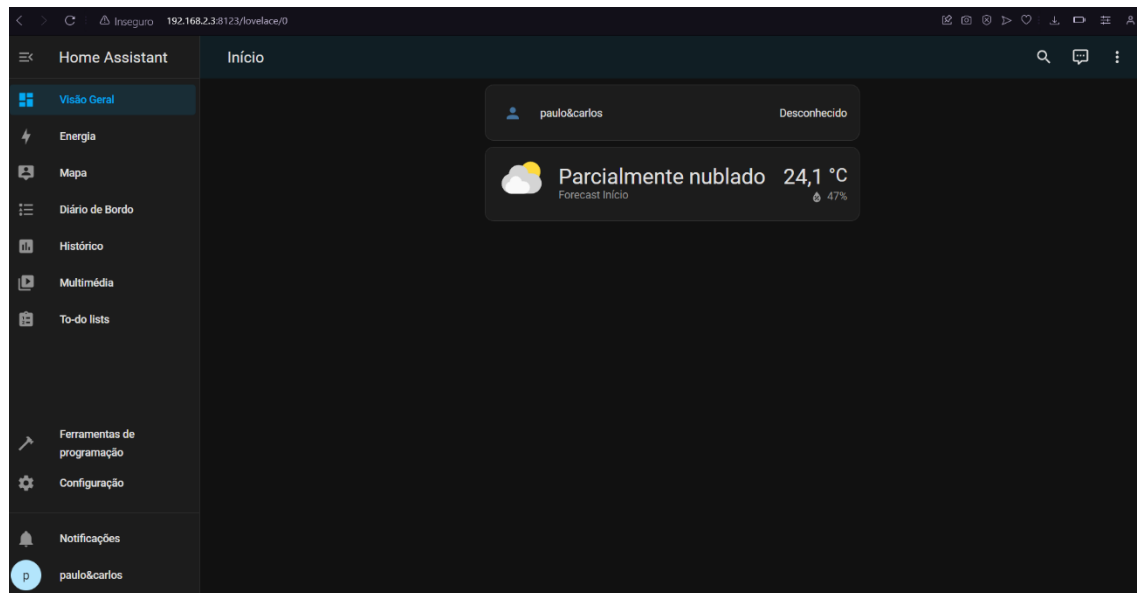 Inseguro 192.168.2.3:8123/lovelace/0
Home Assistant
Início
Visão Geral
Energia
Mapa
Diário de Bordo
Histórico
Multimédia
To-do lists
Ferramentas de
programação
Configuração
Notificações
p paulo&carlos
paulo&carlos Desconhecido
Parcialmente nublado 24,1 °C
Forecast Início 47%